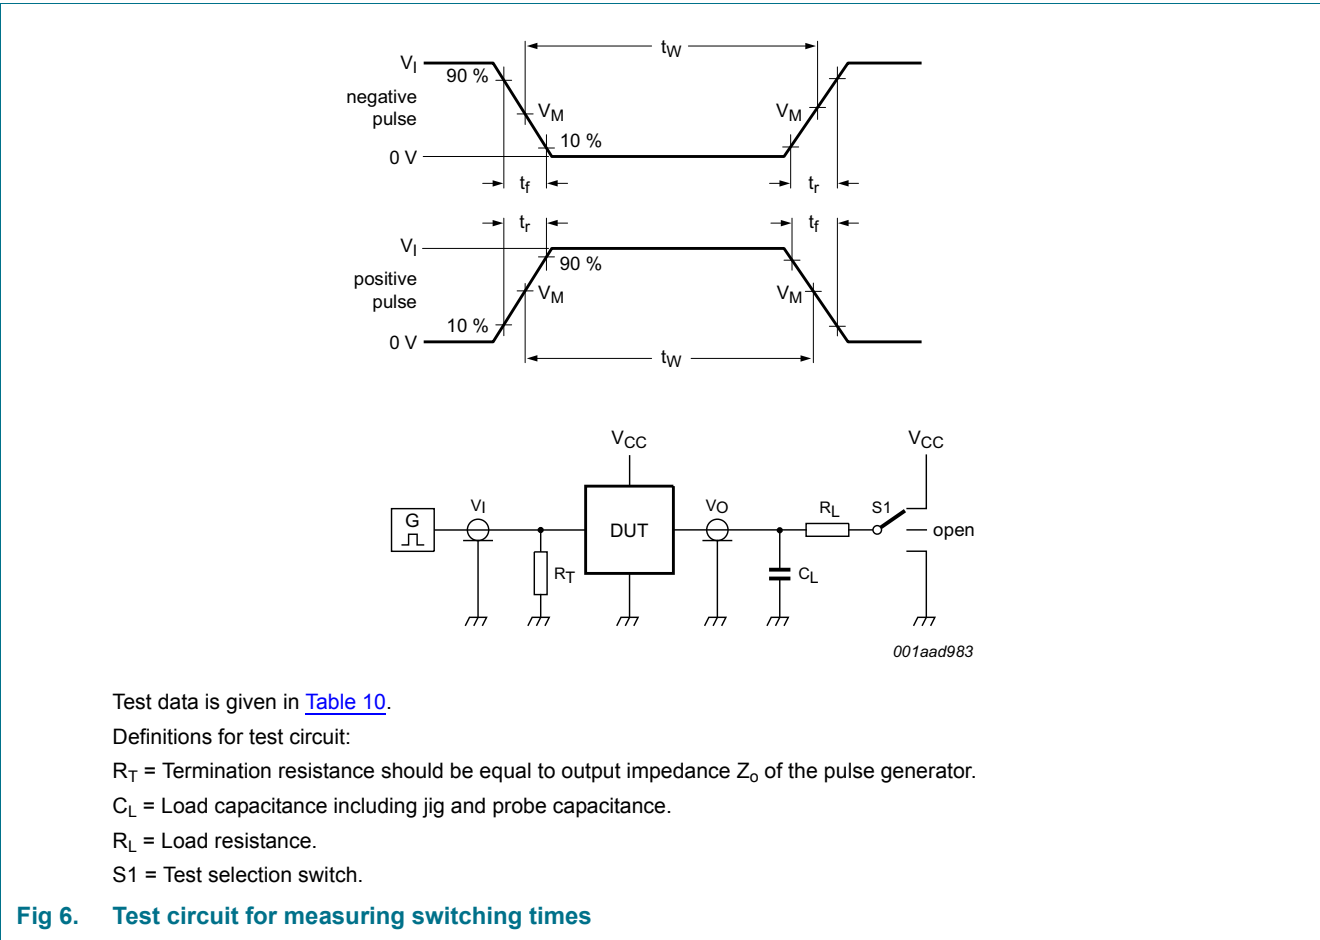 tW
VI
90 %
negative
pulse
VM
VM
10 %
0 V
tf
tr
tr
tf
VI
90 %
positive
pulse
VM
VM
10 %
0 V
tW
VCC
VCC
G
VI
DUT
VO
RL
S1
open
RT
CL
001aad983
Test data is given in Table 10.
Definitions for test circuit:
RT = Termination resistance should be equal to output impedance Zo of the pulse generator.
CL = Load capacitance including jig and probe capacitance.
RL = Load resistance.
S1 = Test selection switch.
Fig 6. Test circuit for measuring switching times